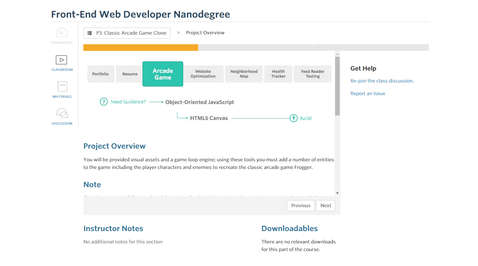 Front-End Web Developer Nanodegree
P3: Classic Arcade Game Clone
Project Overview
CLASSROOM
MATERIALS
DISCUSSION
Portfolio
Resume
Arcade Game
Website Optimization
Neighborhood Map
Health Tracker
Feed Reader Testing
Need Guidance?
Object-Oriented JavaScript
HTML5 Canvas
Build!
Get Help
Re-join the class discussion.
Report an issue
Project Overview
You will be provided visual assets and a game loop engine; using these tools you must add a number of entities
to the game including the player characters and enemies to recreate the classic arcade game Frogger.
Note
Previous
Next
Instructor Notes
No additional notes for this section
Downloadables
There are no relevant downloads
for this part of the course.